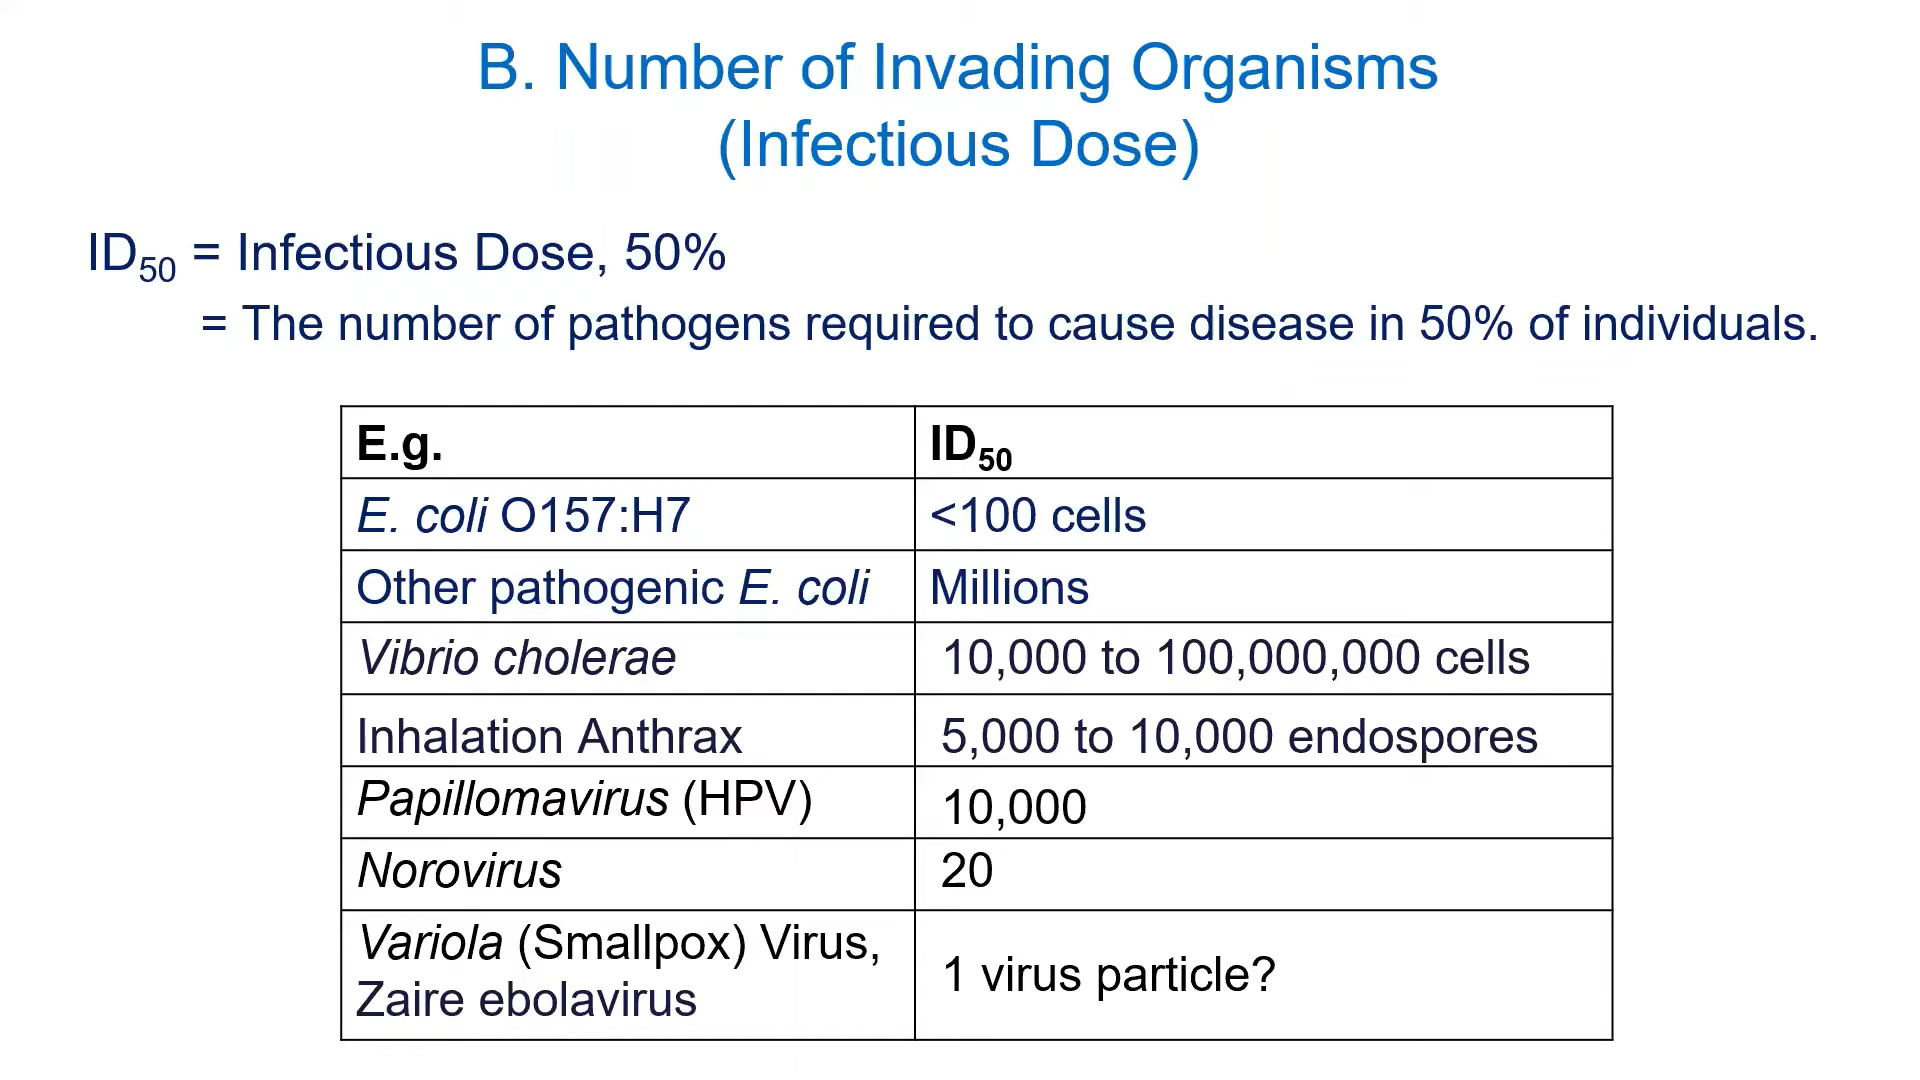 B. Number of Invading Organisms
(Infectious Dose)
ID50 = Infectious Dose, 50%
= The number of pathogens required to cause disease in 50% of individuals.
E.g. ID50
E. coli O157:H7 <100 cells
Other pathogenic E. coli Millions
Vibrio cholerae 10,000 to 100,000,000 cells
Inhalation Anthrax 5,000 to 10,000 endospores
Papillomavirus (HPV) 10,000
Norovirus 20
Variola (Smallpox) Virus,
Zaire ebolavirus
1 virus particle?